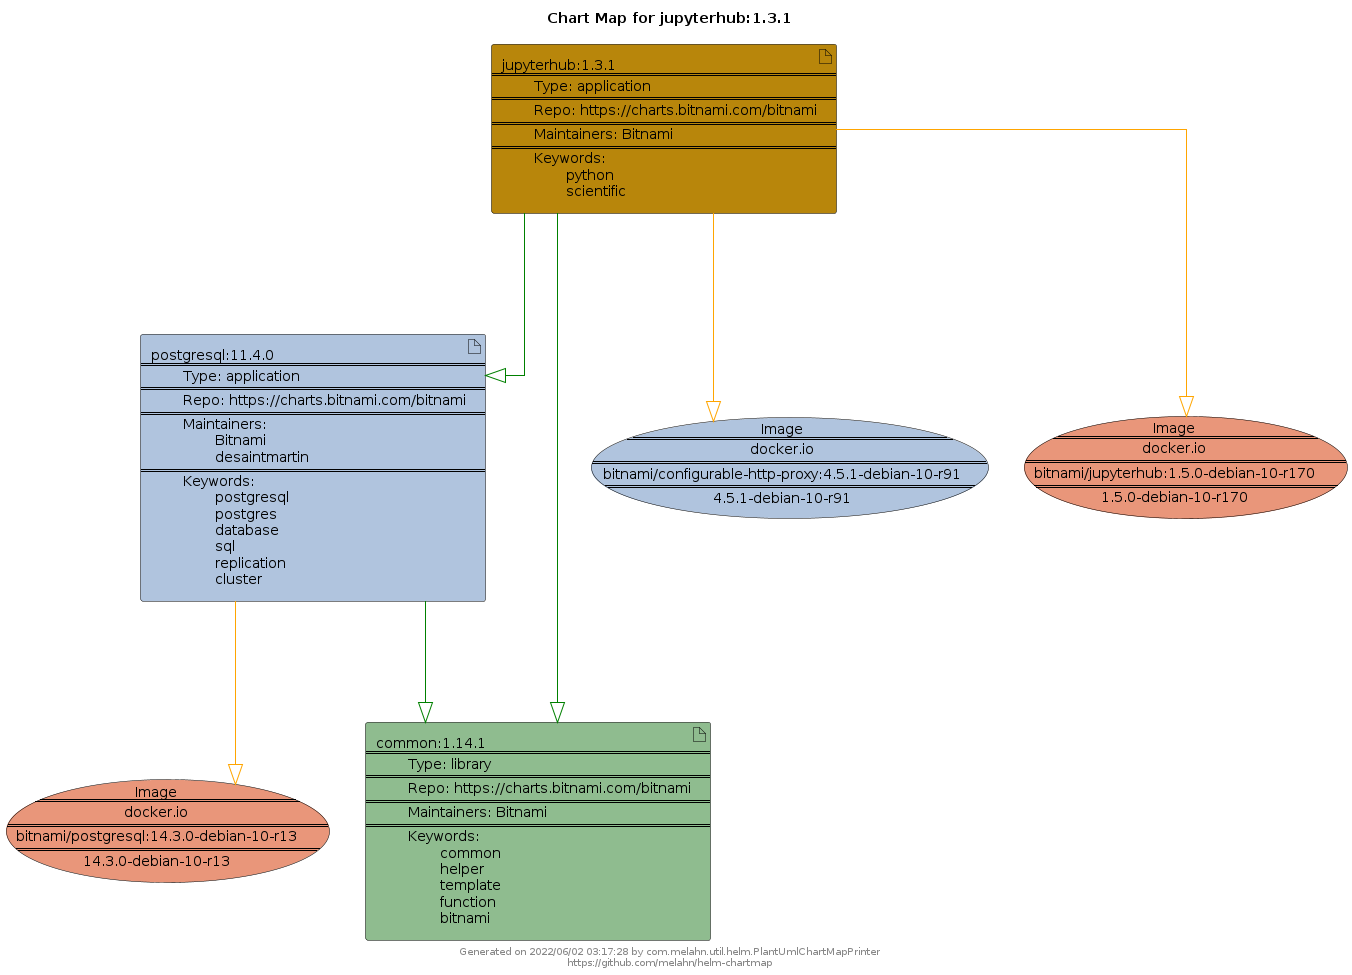 Chart Map for jupyterhub:1.3.1
jupyterhub:1.3.1
Type: application
Repo: https://charts.bitnami.com/bitnami
Maintainers: Bitnami
Keywords:
python
scientific
postgresql:11.4.0
Type: application
Repo: https://charts.bitnami.com/bitnami
Maintainers:
Bitnami
desaintmartin
Keywords:
postgresql
postgres
database
sql
replication
cluster
Image
docker.io
bitnami/configurable-http-proxy:4.5.1-debian-10-r91
4.5.1-debian-10-r91
Image
docker.io
bitnami/jupyterhub:1.5.0-debian-10-r170
1.5.0-debian-10-r170
Image
docker.io
bitnami/postgresql:14.3.0-debian-10-r13
14.3.0-debian-10-r13
common:1.14.1
Type: library
Repo: https://charts.bitnami.com/bitnami
Maintainers: Bitnami
Keywords:
common
helper
template
function
bitnami
Generated on 2022/06/02 03:17:28 by com.melahn.util.helm.PlantUmlChartMapPrinter
https://github.com/melahn/helm-chartmap